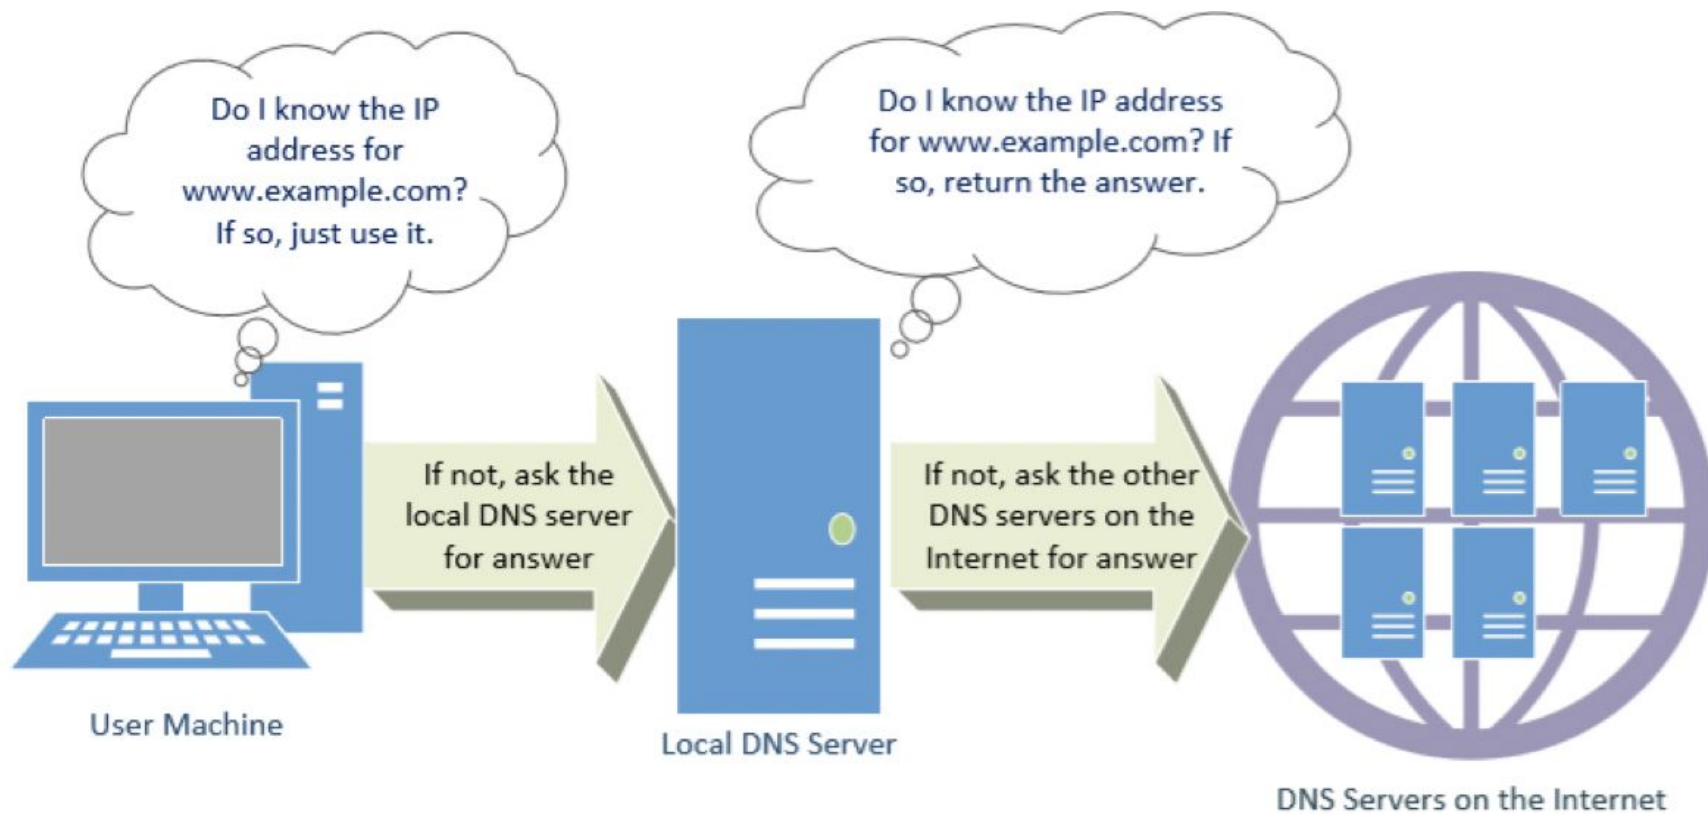 Do I know the IP
address for
www.example.com?
If so, just use it.
Do I know the IP address
for www.example.com? If
so, return the answer.
If not, ask the
local DNS server
for answer
If not, ask the other
DNS servers on the
Internet for answer
User Machine
Local DNS Server
DNS Servers on the Internet